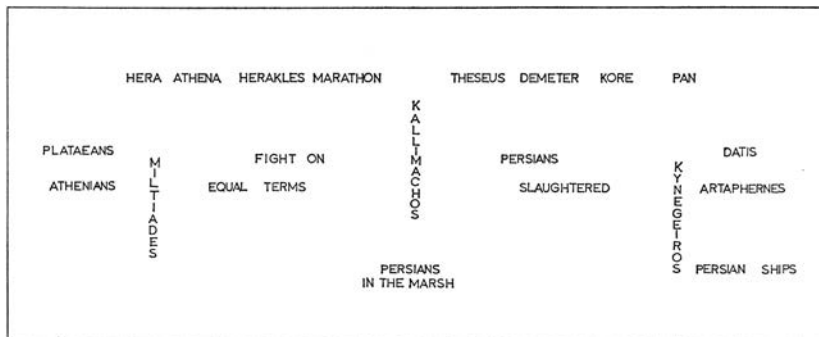 HERA ATHENA HERAKLES MARATHON THESEUS DEMETER KORE PAN
KALLIMACHOS
PLATAEANS
ATHENIANS
MILTIADES
FIGHT ON
EQUAL TERMS
PERSIANS
SLAUGHTERED
KYNEGEIROS
DATIS
ARTAPHERNES
PERSIANS
IN THE MARSH
PERSIAN SHIPS